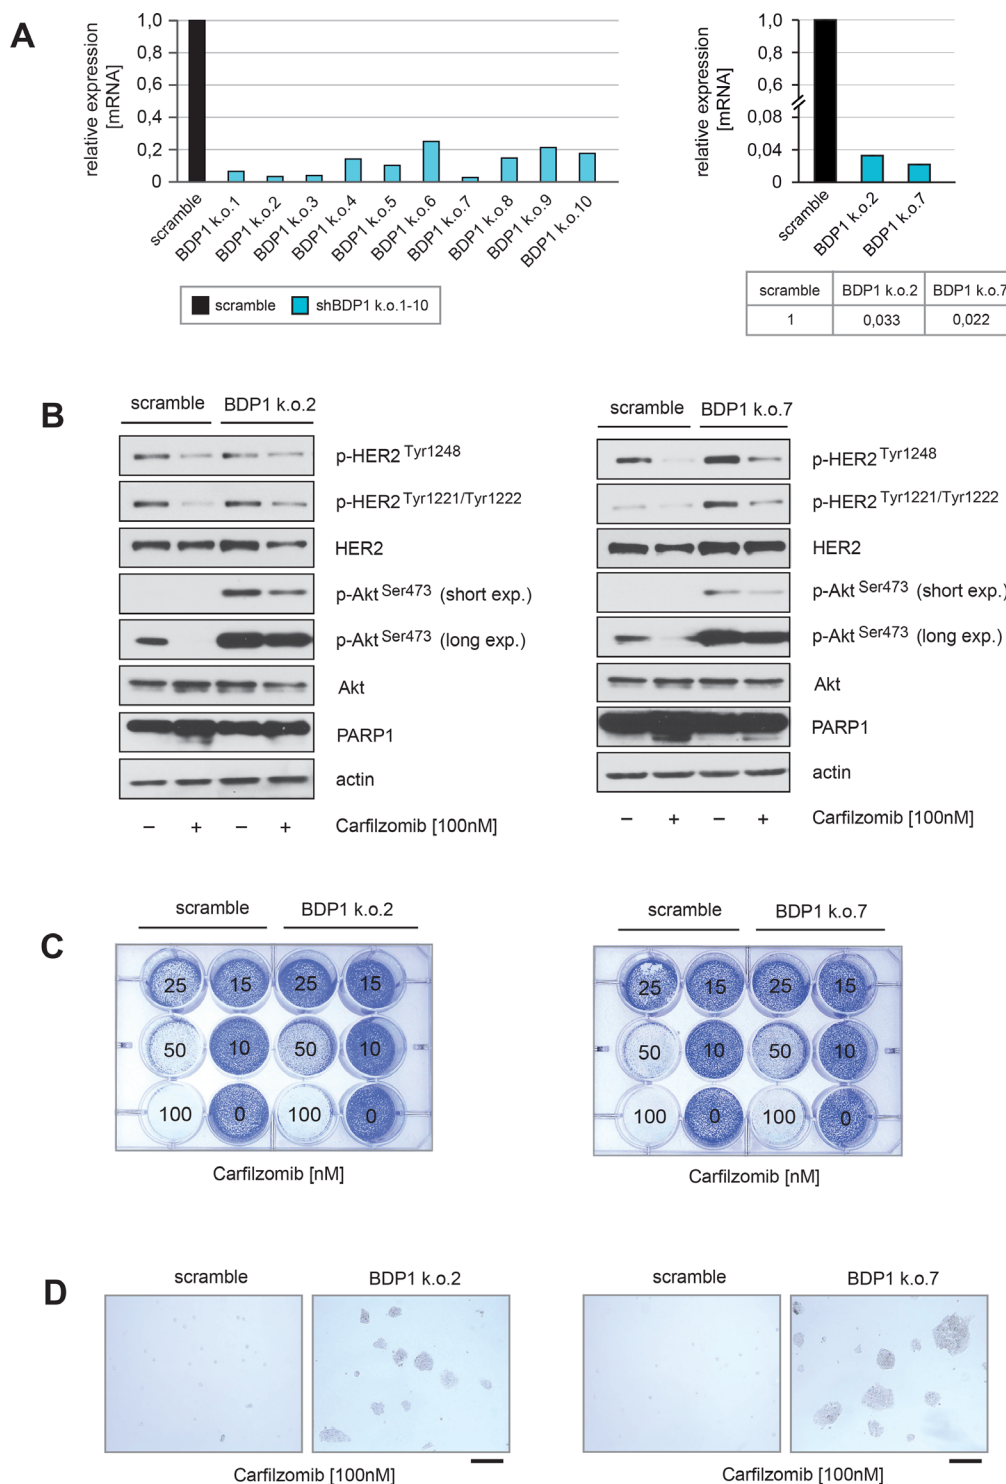 A
relative expression
[mRNA]
1,0
0,8
0,6
0,4
0,2
0
scramble
BDP1 k.o.1
BDP1 k.o.2
BDP1 k.o.3
BDP1 k.o.4
BDP1 k.o.5
BDP1 k.o.6
BDP1 k.o.7
BDP1 k.o.8
BDP1 k.o.9
BDP1 k.o.10
scramble shBDP1 k.o.1-10
relative expression
[mRNA]
1,0
0,8
0,6
0,08
0,04
0
scramble
BDP1 k.o.2
BDP1 k.o.7
scramble BDP1 k.o.2 BDP1 k.o.7
1 0,033 0,022
B
scramble BDP1 k.o.2
p-HER2 Tyr1248
p-HER2 Tyr1221/Tyr1222
HER2
p-Akt Ser473 (short exp.)
p-Akt Ser473 (long exp.)
Akt
PARP1
actin
– + – + Carfilzomib [100nM]
scramble BDP1 k.o.7
p-HER2 Tyr1248
p-HER2 Tyr1221/Tyr1222
HER2
p-Akt Ser473 (short exp.)
p-Akt Ser473 (long exp.)
Akt
PARP1
actin
– + – + Carfilzomib [100nM]
C
scramble BDP1 k.o.2
25 15 25 15
50 10 50 10
100 0 100 0
Carfilzomib [nM]
scramble BDP1 k.o.7
25 15 25 15
50 10 50 10
100 0 100 0
Carfilzomib [nM]
D
scramble BDP1 k.o.2
Carfilzomib [100nM]
scramble BDP1 k.o.7
Carfilzomib [100nM]